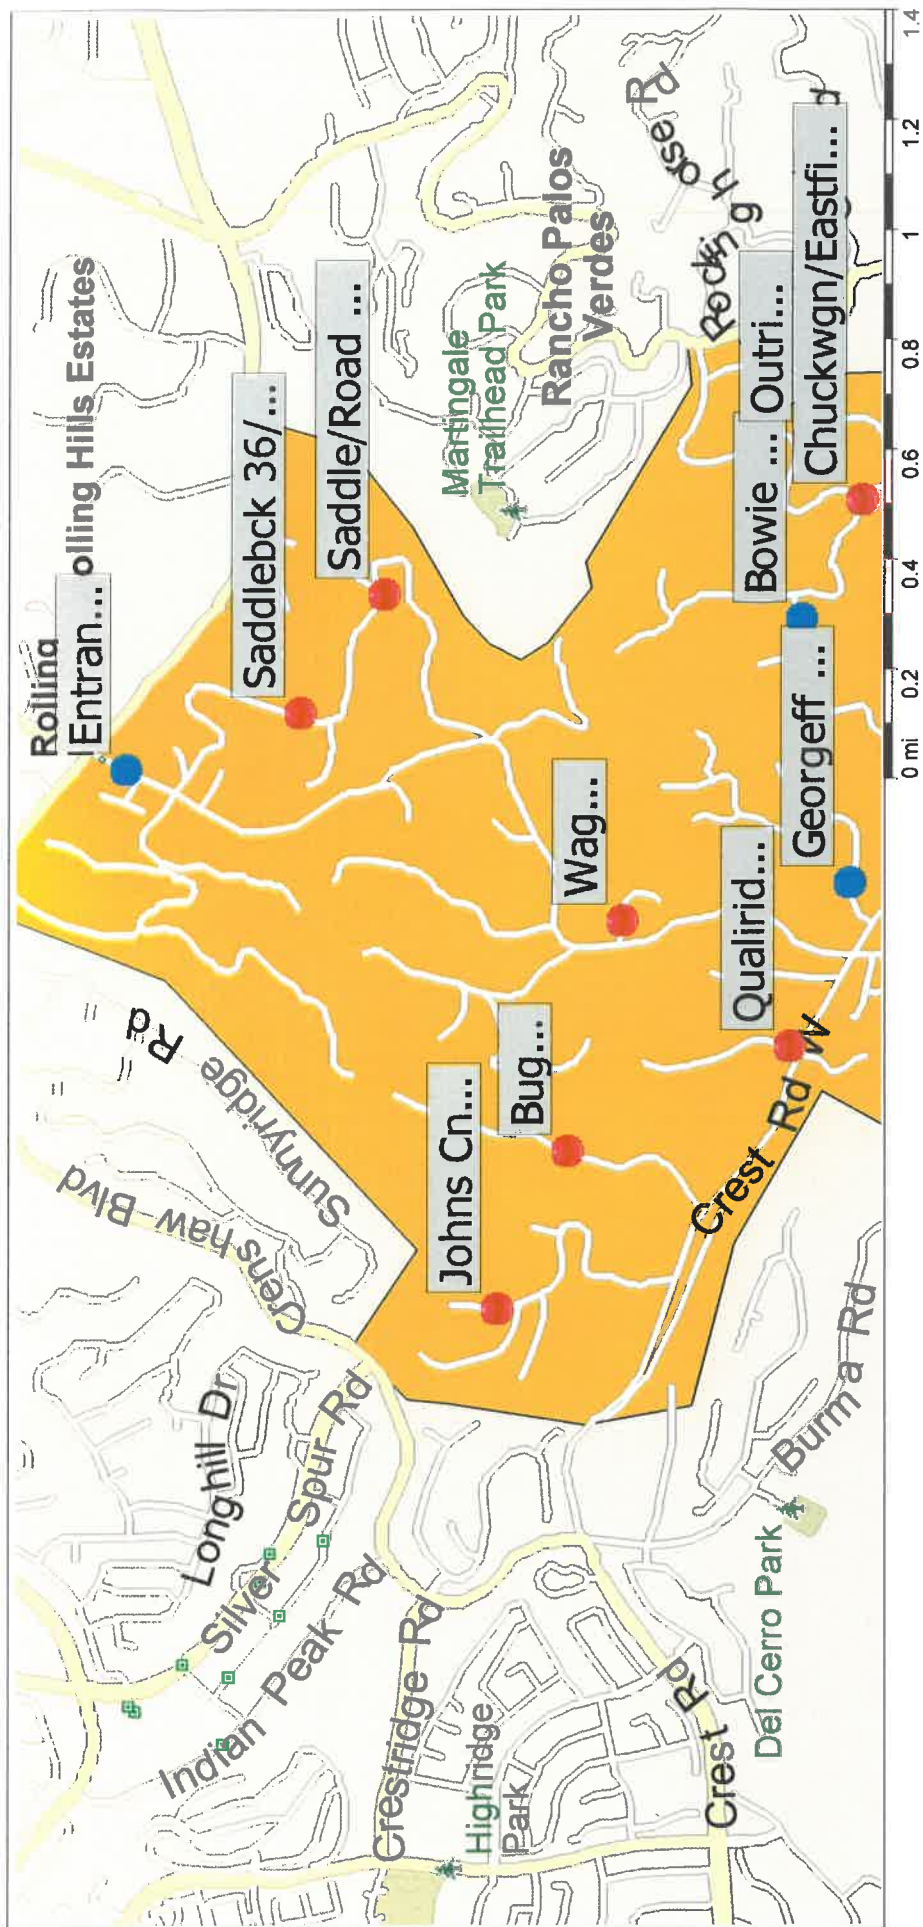 Rolling
olling Hills Estates
Entran...
Saddlebck 36/...
Saddle/Road ...
Martingale
Trailhead Park
Rancho Palos
Verdes
Rockinghorse Rd
Bowie ...
Outri...
Chuckwgn/Eastfi...
Georgeff ...
Wag...
Qualirid...
Bug...
Johns Cn...
Crest Rd W
Sunnyridge Rd
Crenshaw Blvd
Longhill Dr
Silver Spur Rd
Indian Peak Rd
Crestridge Rd
Highridge
Park
Crest Rd
Del Cerro Park
Burma Rd
0 mi
0.2
0.4
0.6
0.8
1
1.2
1.4